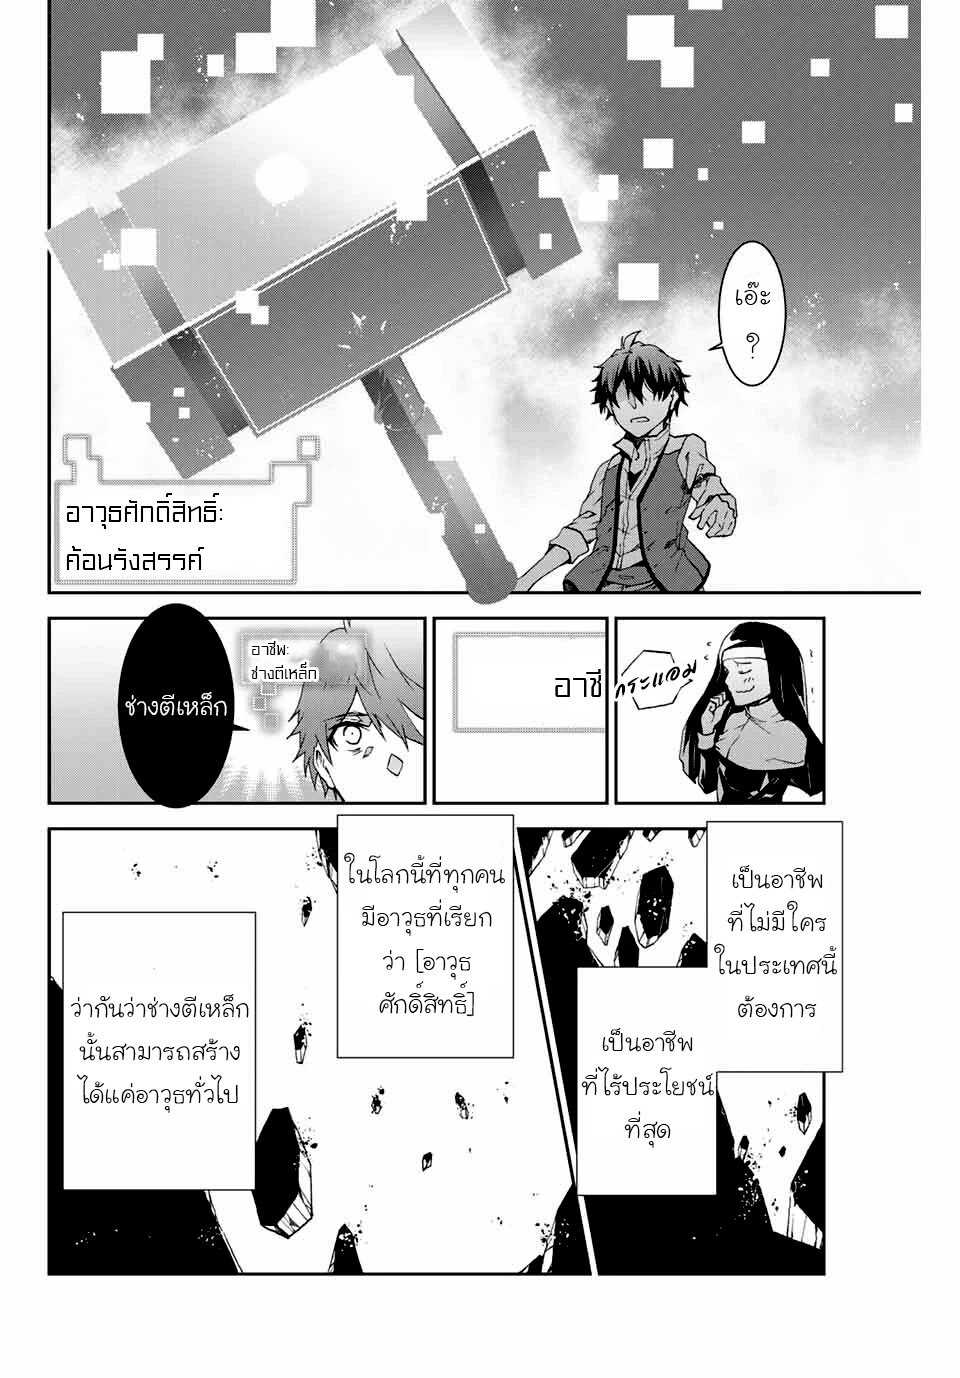 เอ๊ะ
?
อาวุธศักดิ์สิทธิ์:
ค้อนรังสรรค์
กระแอม
อาชี
อาชีพ:
ช่างตีเหล็ก
ช่างตีเหล็ก
เป็นอาชีพ
ที่ไม่มีใคร
ในประเทศนี้
ต้องการ
เป็นอาชีพ
ที่ไร้ประโยชน์
ที่สุด
ในโลกนี้ที่ทุกคน
มีอาวุธที่เรียก
ว่า [อาวุธ
ศักดิ์สิทธิ์]
ว่ากันว่าช่างตีเหล็ก
นั้นสามารถสร้าง
ได้แค่อาวุธทั่วไป